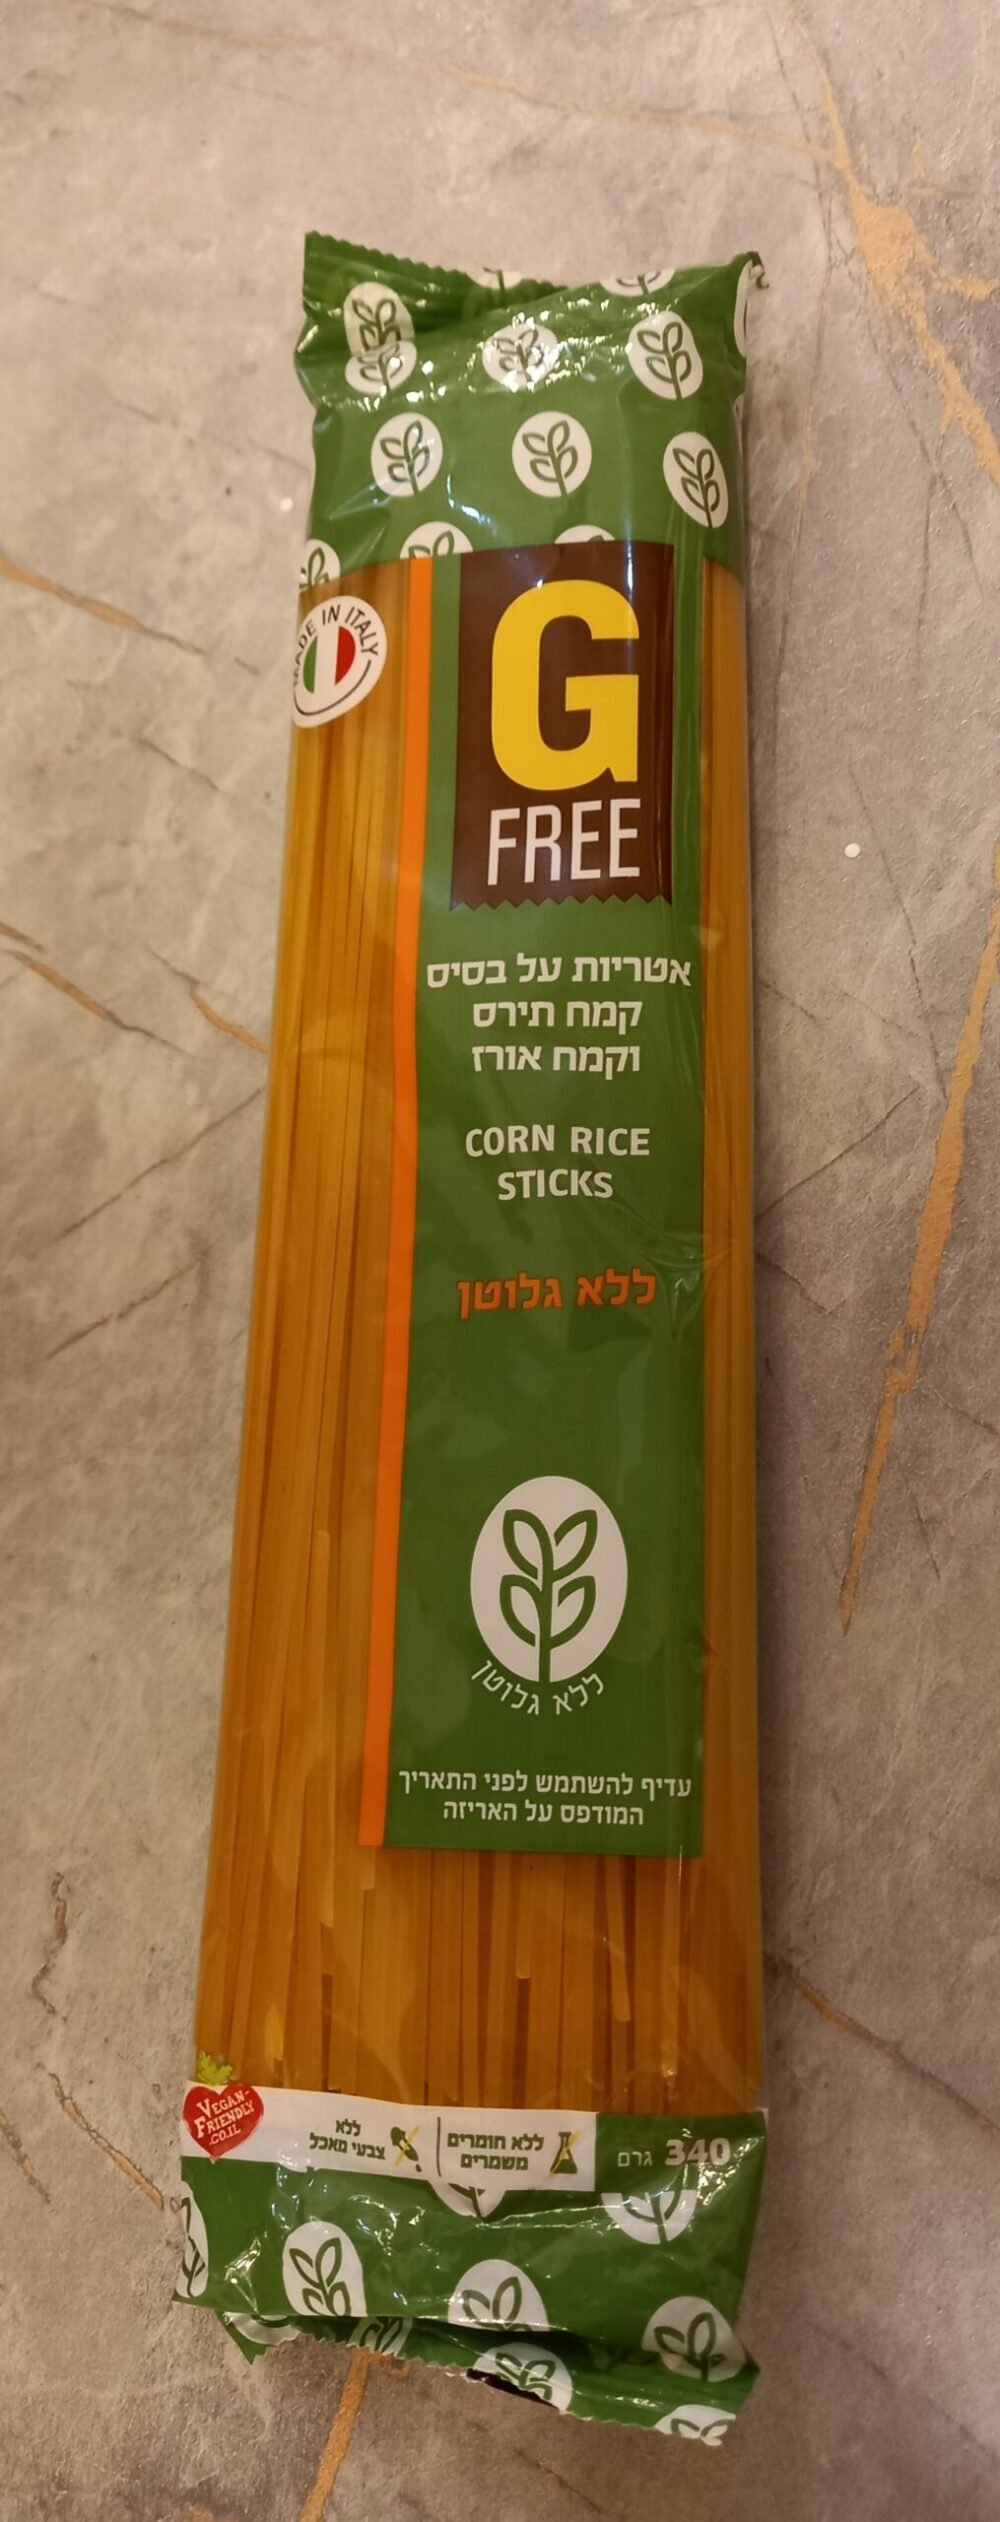 MADE IN ITALY
G
FREE
אטריות על בסיס
קמח תירס
וקמח אורז
CORN RICE
STICKS
ללא גלוטן
ללא גלוטן
עדיף להשתמש לפני התאריך
המודפס על האריזה
340 גרם
ללא חומרים
משמרים
ללא
צבעי מאכל
VEGAN-
FRIENDLY
.CO.IL